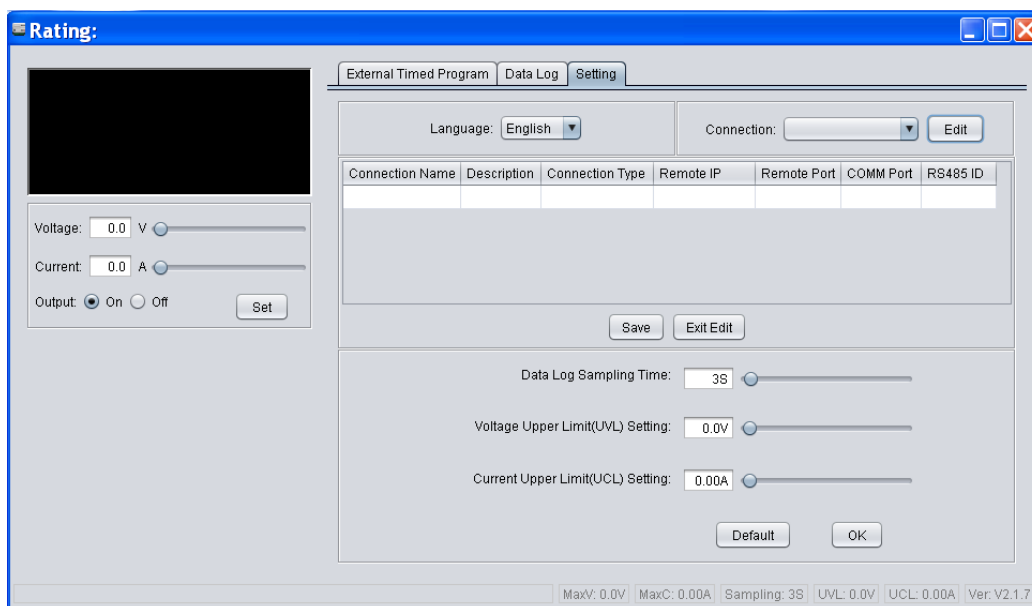 Rating:
External Timed Program Data Log Setting
Language: English Connection: Edit
Connection Name Description Connection Type Remote IP Remote Port COMM Port RS485 ID
Voltage: 0.0 V
Current: 0.0 A
Output: On Off Set
Save Exit Edit
Data Log Sampling Time: 3S
Voltage Upper Limit(UVL) Setting: 0.0V
Current Upper Limit(UCL) Setting: 0.00A
Default OK
MaxV: 0.0V MaxC: 0.00A Sampling: 3S UVL: 0.0V UCL: 0.00A Ver: V2.1.7